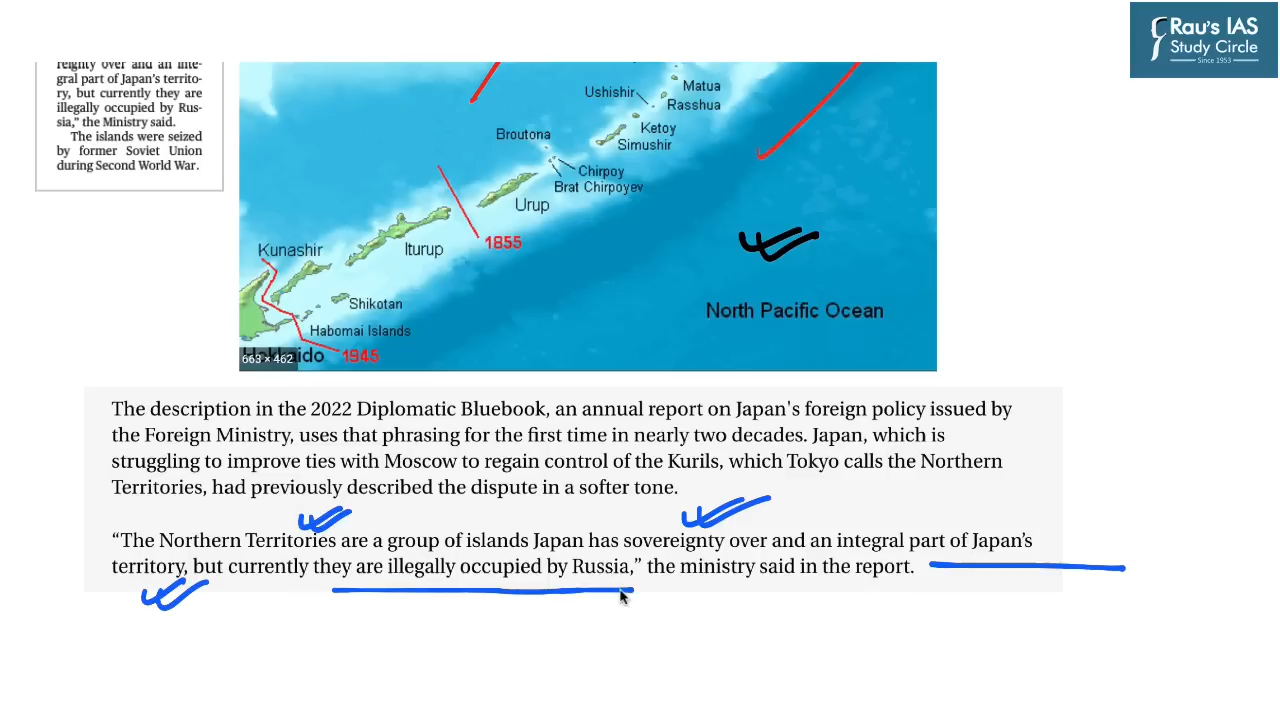 Rau's IAS
Study Circle
Since 1953
reignty over and an inte-
gral part of Japan's territo-
ry, but currently they are
illegally occupied by Rus-
sia," the Ministry said.
The islands were seized
by former Soviet Union
during Second World War.
Matua
Ushishir
Rasshua
Ketoy
Broutona
Simushir
Chirpoy
Brat Chirpoyev
Urup
1855
Kunashir
Iturup
Shikotan
North Pacific Ocean
Habomai Islands
1945
663 × 462
The description in the 2022 Diplomatic Bluebook, an annual report on Japan's foreign policy issued by
the Foreign Ministry, uses that phrasing for the first time in nearly two decades. Japan, which is
struggling to improve ties with Moscow to regain control of the Kurils, which Tokyo calls the Northern
Territories, had previously described the dispute in a softer tone.
“The Northern Territories are a group of islands Japan has sovereignty over and an integral part of Japan’s
territory, but currently they are illegally occupied by Russia,” the ministry said in the report.